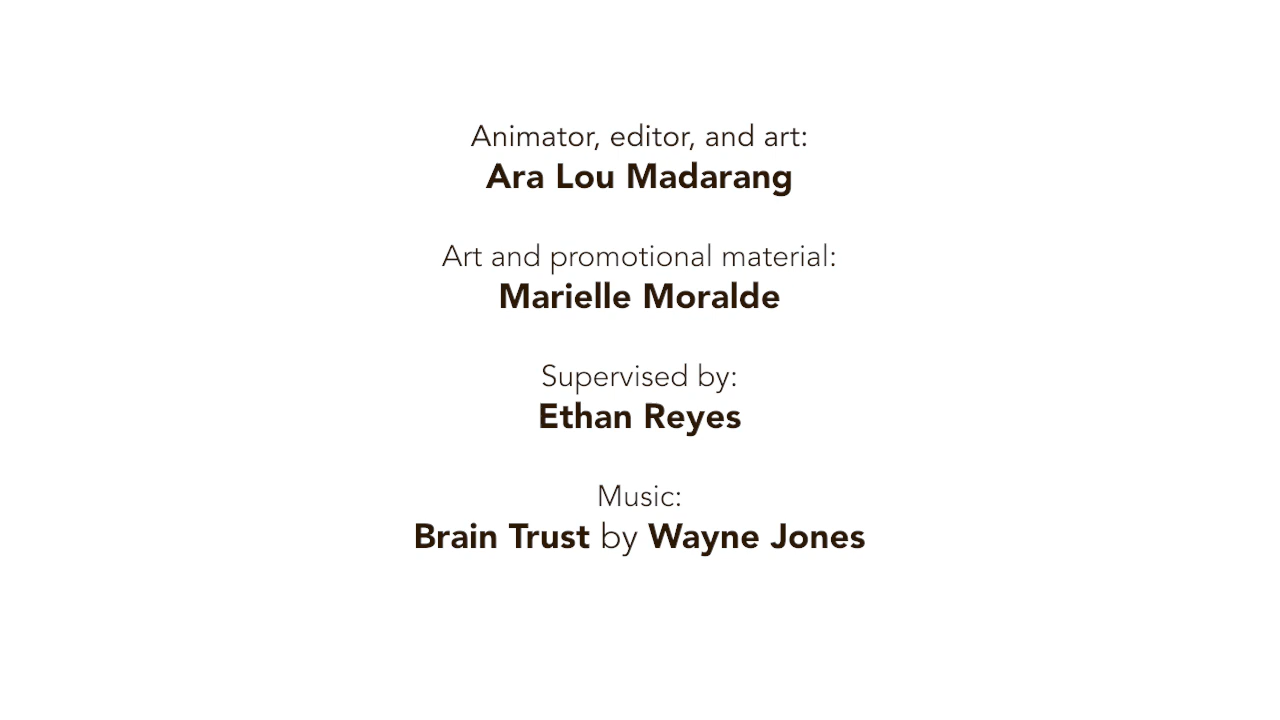 Animator, editor, and art:
Ara Lou Madarang
Art and promotional material:
Marielle Moralde
Supervised by:
Ethan Reyes
Music:
Brain Trust by Wayne Jones